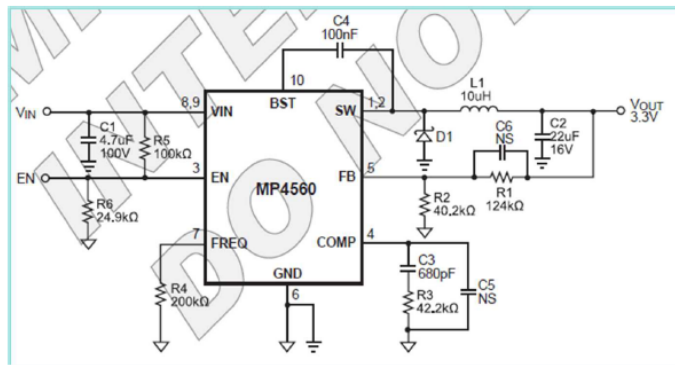 C4
100nF
10
BST
8,9
VIN
VIN
SW
1,2
L1
10uH
VOUT
3.3V
C1
4.7uF
100V
R5
100kΩ
D1
C6
NS
C2
22uF
16V
EN
3
EN
MP4560
FB
5
R1
124kΩ
R6
24.9kΩ
R2
40.2kΩ
7
FREQ
COMP
4
R4
200kΩ
GND
6
C3
680pF
R3
42.2kΩ
C5
NS
DO NOT